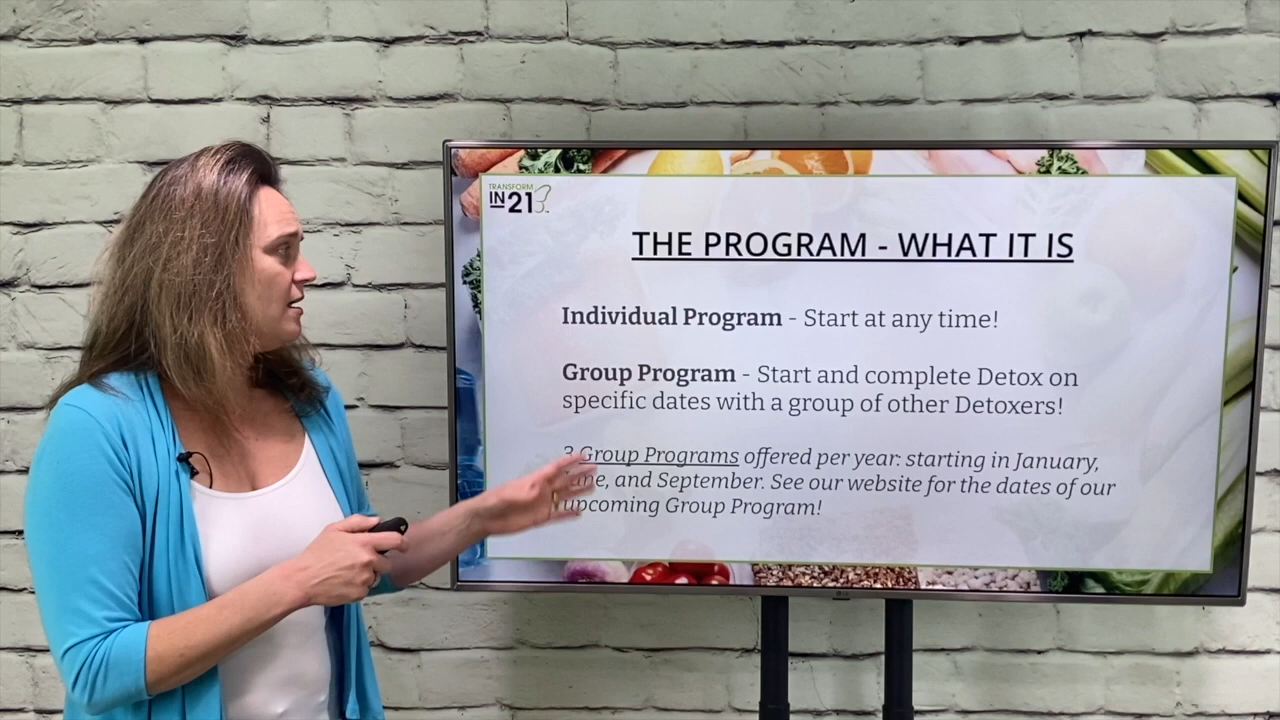 TRANSFORM
IN 21
THE PROGRAM - WHAT IT IS
Individual Program - Start at any time!
Group Program - Start and complete Detox on
specific dates with a group of other Detoxers!
3 Group Programs offered per year: starting in January,
and September. See our website for the dates of our
upcoming Group Program!
LG